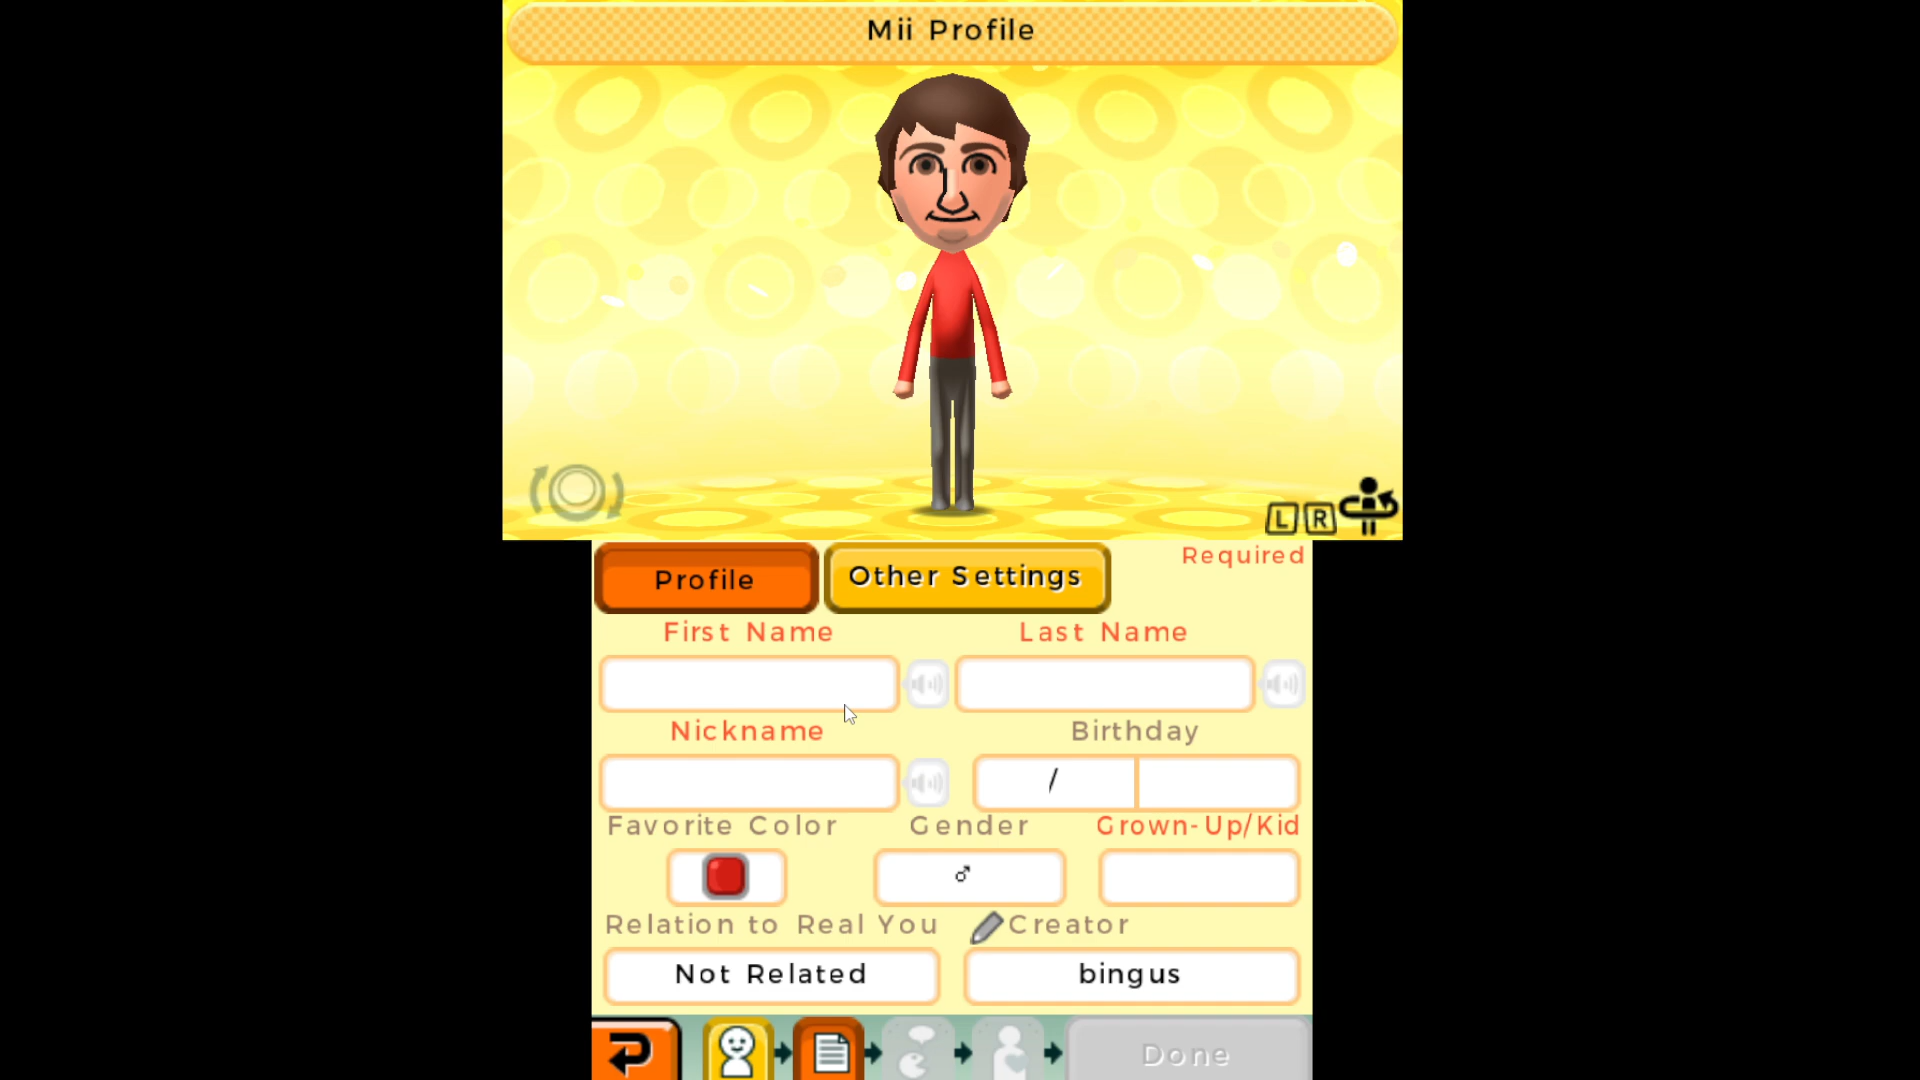 Mii Profile
L R
Profile Other Settings Required
First Name Last Name
Nickname Birthday
/
Favorite Color Gender Grown-Up/Kid
♂
Relation to Real You Creator
Not Related bingus
Done